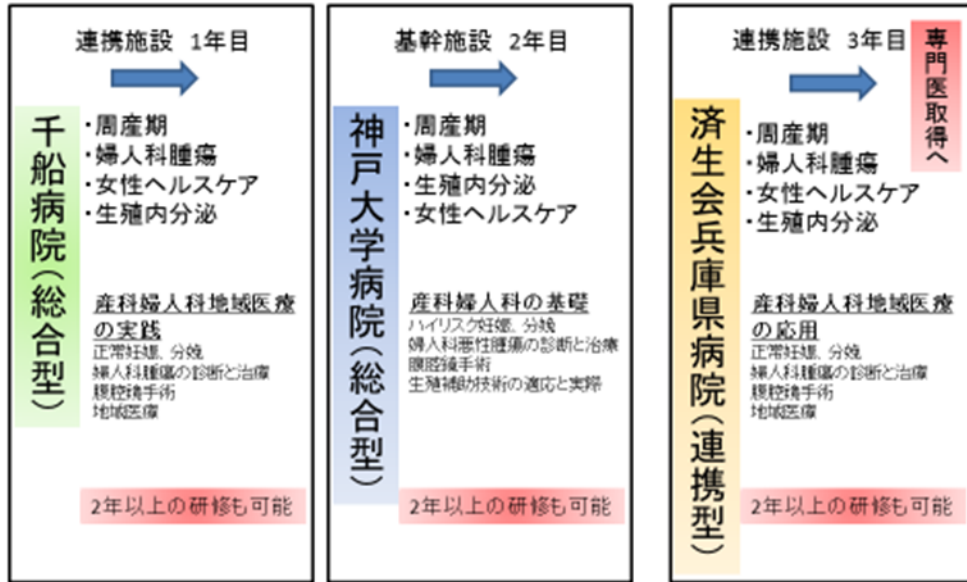 連携施設 1年目
千船病院（総合型）
・周産期
・婦人科腫瘍
・女性ヘルスケア
・生殖内分泌
産科婦人科地域医療
の実践
正常妊娠、分娩
婦人科腫瘍の診断と治療
腹腔鏡手術
地域医療
2年以上の研修も可能
基幹施設 2年目
神戸大学病院（総合型）
・周産期
・婦人科腫瘍
・生殖内分泌
・女性ヘルスケア
産科婦人科の基礎
ハイリスク妊娠、分娩
婦人科悪性腫瘍の診断と治療
腹腔鏡手術
生殖補助技術の適応と実際
2年以上の研修も可能
連携施設 3年目
専門医取得へ
済生会兵庫県病院（連携型）
・周産期
・婦人科腫瘍
・女性ヘルスケア
・生殖内分泌
産科婦人科地域医療
の応用
正常妊娠、分娩
婦人科腫瘍の診断と治療
腹腔鏡手術
地域医療
2年以上の研修も可能